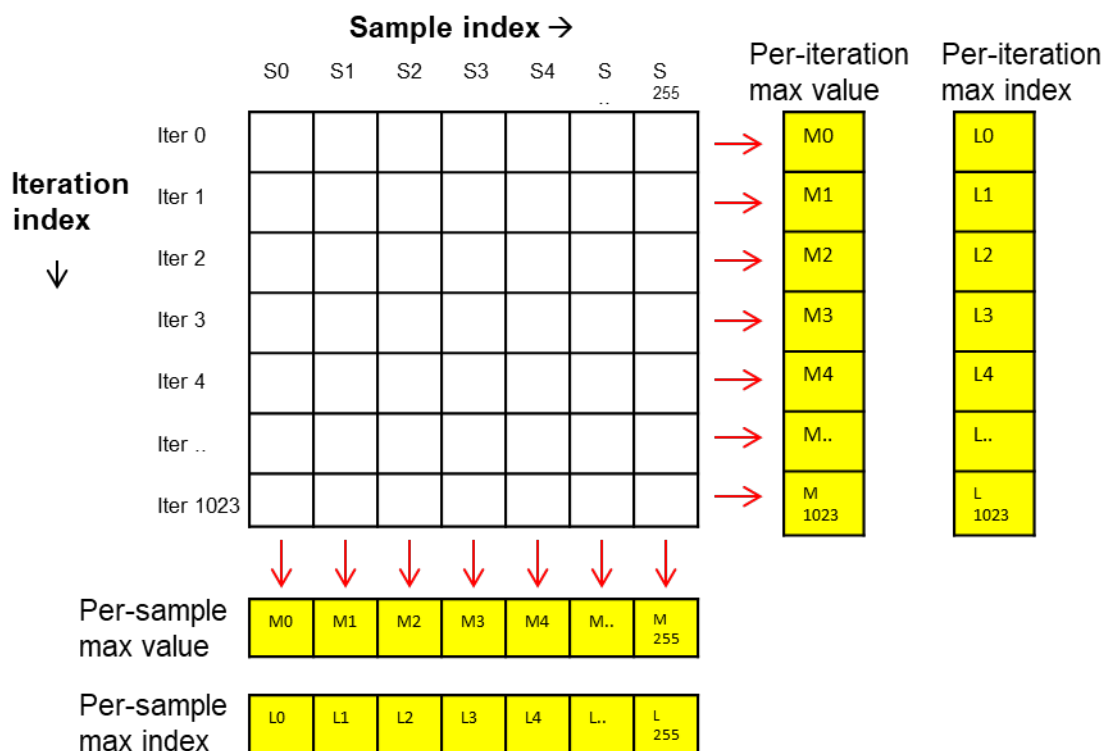 Sample index →
S0 S1 S2 S3 S4 S .. S 255
Per-iteration max value
Per-iteration max index
Iteration index ↓
Iter 0
M0
L0
Iter 1
M1
L1
Iter 2
M2
L2
Iter 3
M3
L3
Iter 4
M4
L4
Iter ..
M..
L..
Iter 1023
M 1023
L 1023
Per-sample max value
M0 M1 M2 M3 M4 M.. M 255
Per-sample max index
L0 L1 L2 L3 L4 L.. L 255